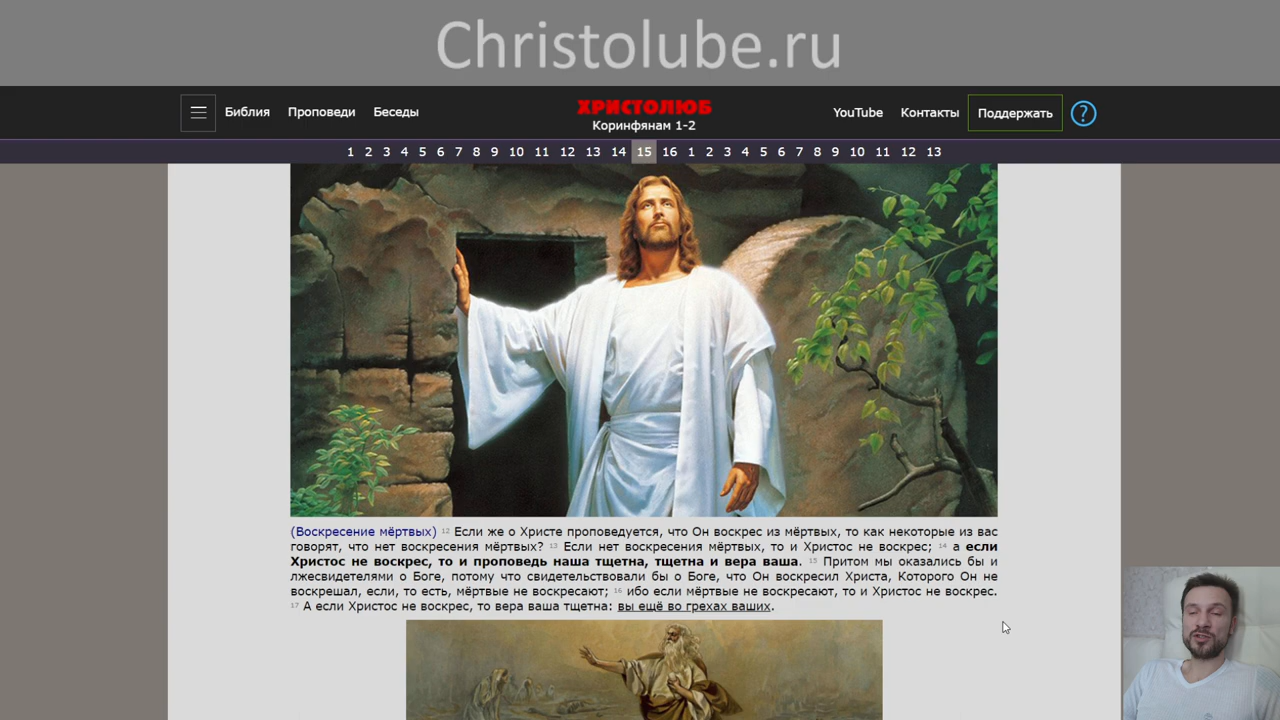 Christolube.ru
Библия Проповеди Беседы ХРИСТОЛЮБ YouTube Контакты Поддержать ?
Коринфянам 1-2
1 2 3 4 5 6 7 8 9 10 11 12 13 14 15 16 1 2 3 4 5 6 7 8 9 10 11 12 13
(Воскресение мёртвых) 12 Если же о Христе проповедуется, что Он воскрес из мёртвых, то как некоторые из вас
говорят, что нет воскресения мёртвых? 13 Если нет воскресения мёртвых, то и Христос не воскрес; 14 а если
Христос не воскрес, то и проповедь наша тщетна, тщетна и вера ваша. 15 Притом мы оказались бы и
лжесвидетелями о Боге, потому что свидетельствовали бы о Боге, что Он воскресил Христа, Которого Он не
воскрешал, если, то есть, мёртвые не воскресают; 16 ибо если мёртвые не воскресают, то и Христос не воскрес.
17 А если Христос не воскрес, то вера ваша тщетна: вы ещё во грехах ваших.